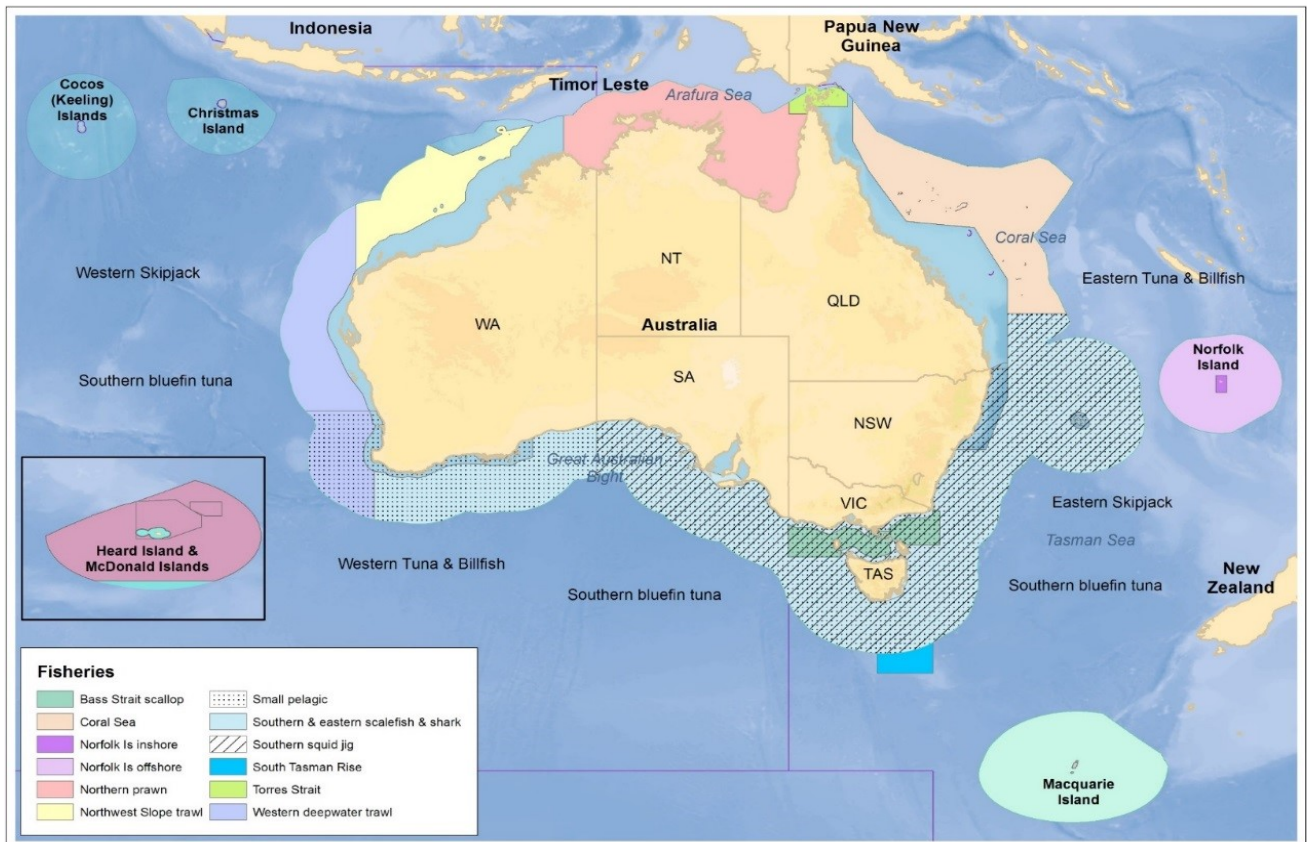 Indonesia
Papua New
Guinea
Timor Leste
Arafura Sea
Cocos
(Keeling)
Islands
Christmas
Island
Coral Sea
Western Skipjack
NT
Eastern Tuna & Billfish
QLD
WA
Australia
Norfolk
Island
Southern bluefin tuna
SA
NSW
Great Australian
Bight
VIC
Eastern Skipjack
Tasman Sea
Heard Island &
McDonald Islands
Western Tuna & Billfish
TAS
New
Zealand
Southern bluefin tuna
Southern bluefin tuna
Fisheries
Bass Strait scallop
Coral Sea
Norfolk Is inshore
Norfolk Is offshore
Northern prawn
Northwest Slope trawl
Small pelagic
Southern & eastern scalefish & shark
Southern squid jig
South Tasman Rise
Torres Strait
Western deepwater trawl
Macquarie
Island